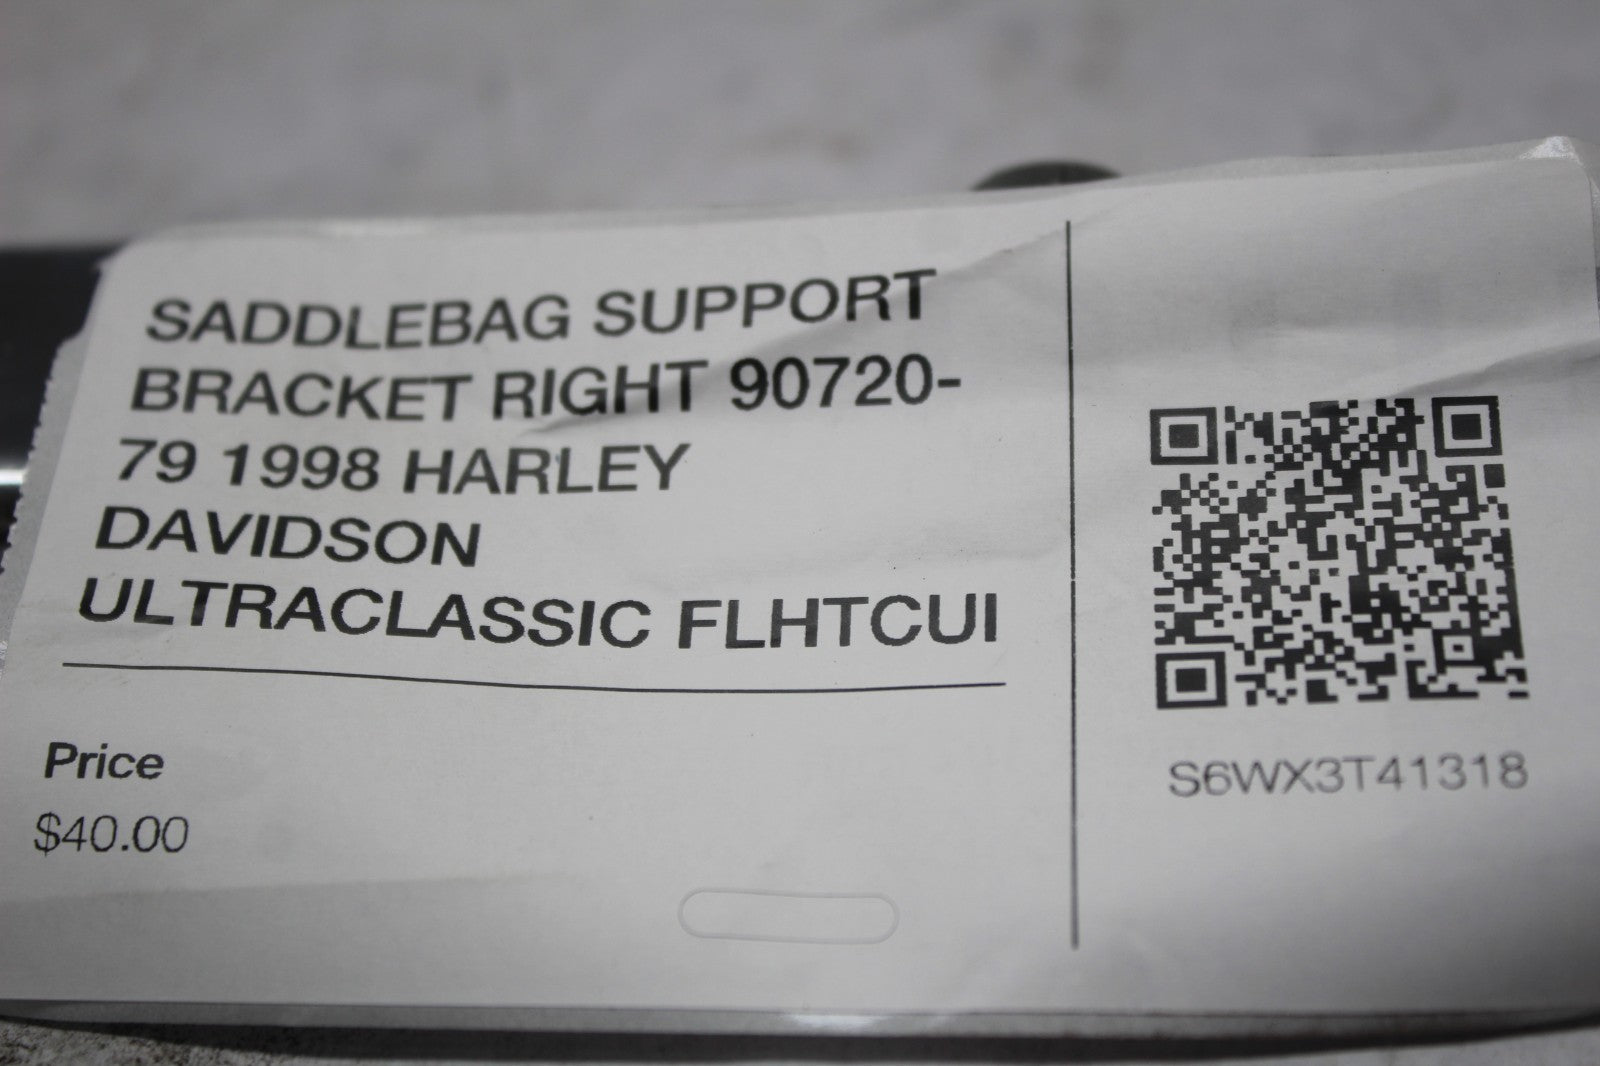 SADDLEBAG SUPPORT
BRACKET RIGHT 90720-
79 1998 HARLEY
DAVIDSON
ULTRACLASSIC FLHTCUI
Price
$40.00
S6WX3T41318